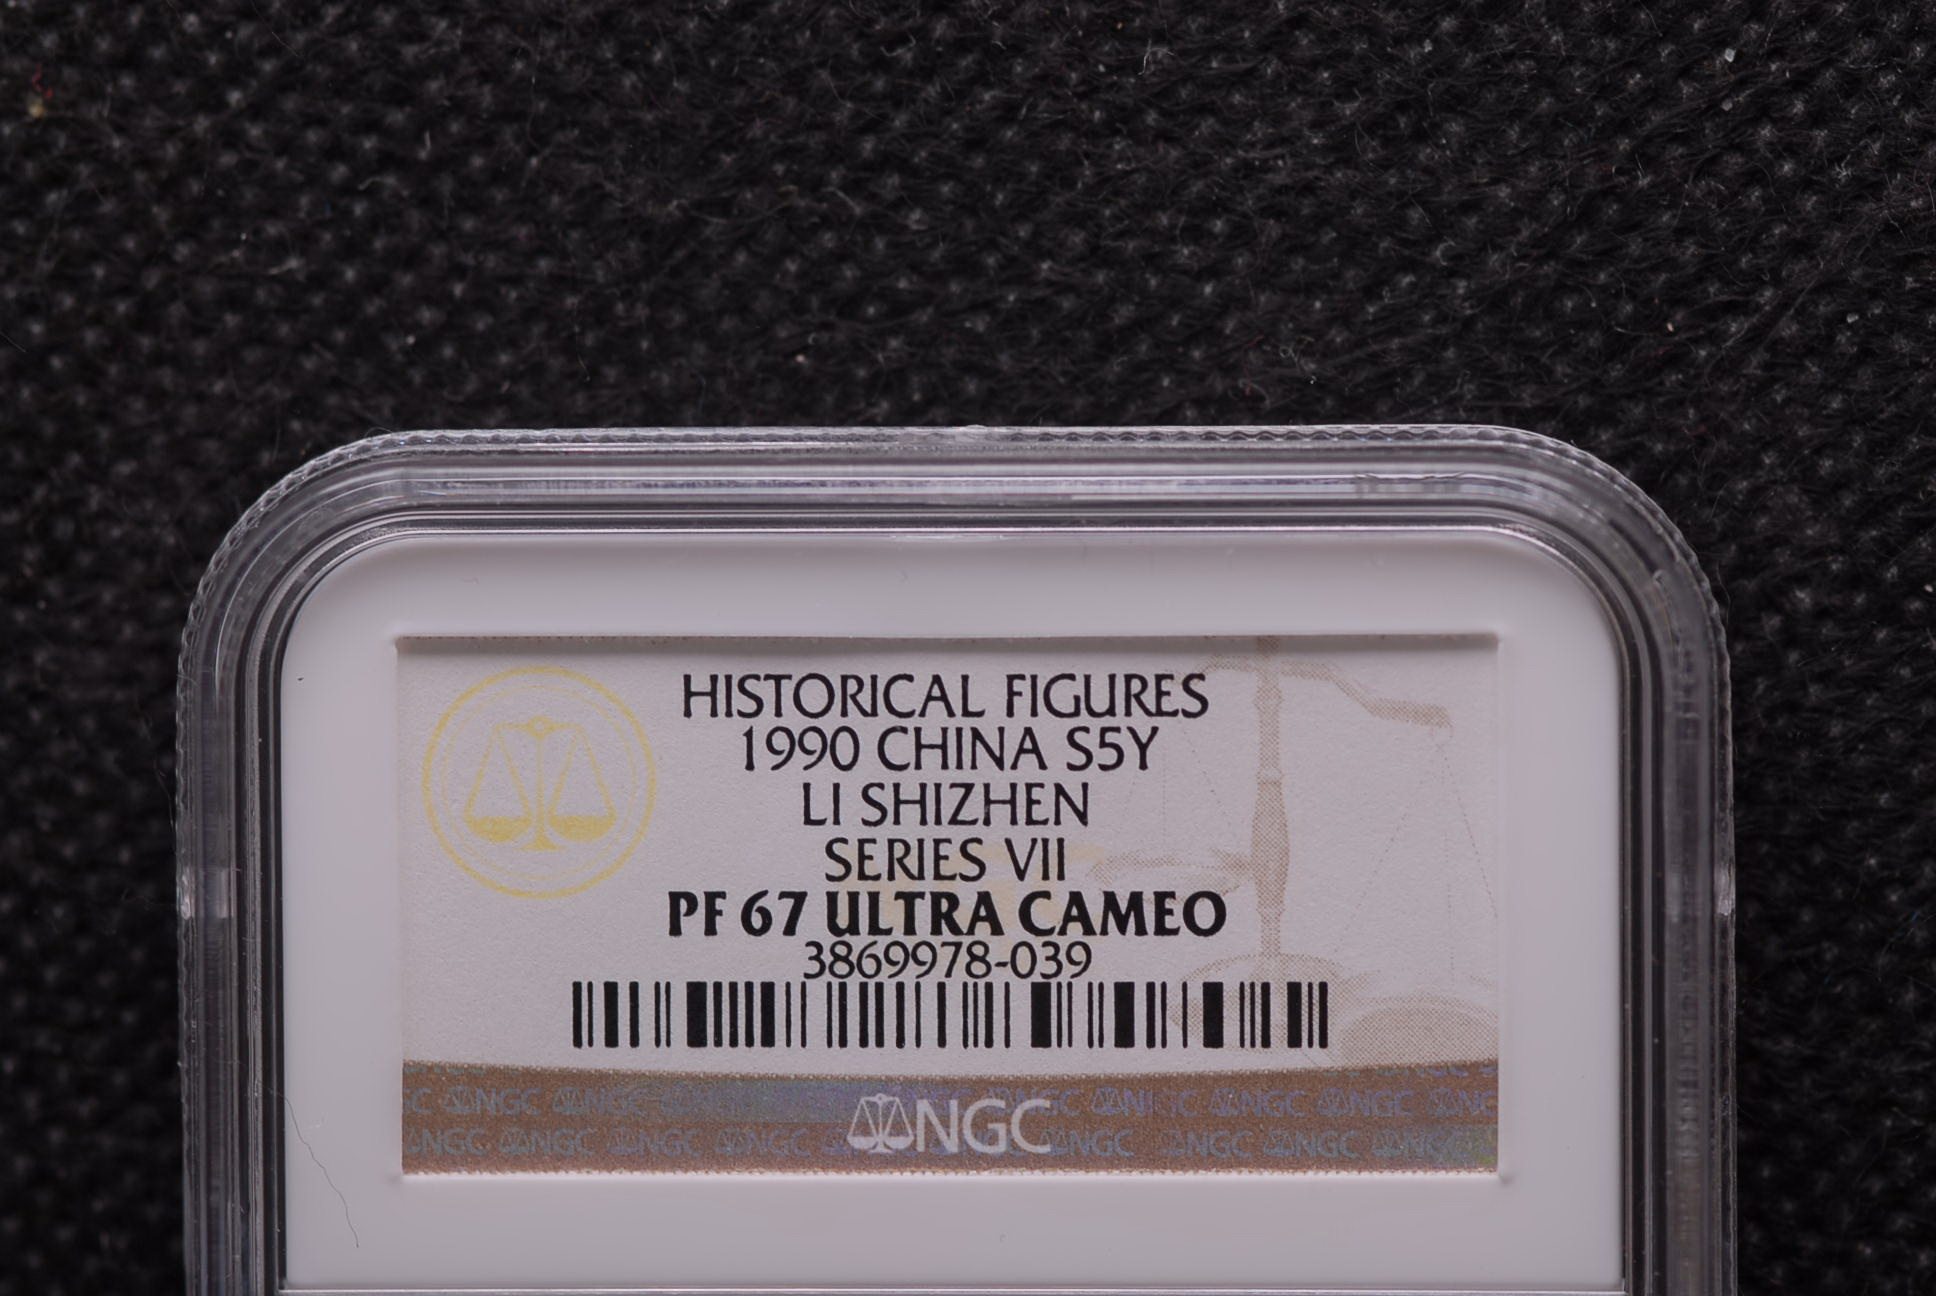 HISTORICAL FIGURES
1990 CHINA S5Y
LI SHIZHEN
SERIES VII
PF 67 ULTRA CAMEO
3869978-039
NGC